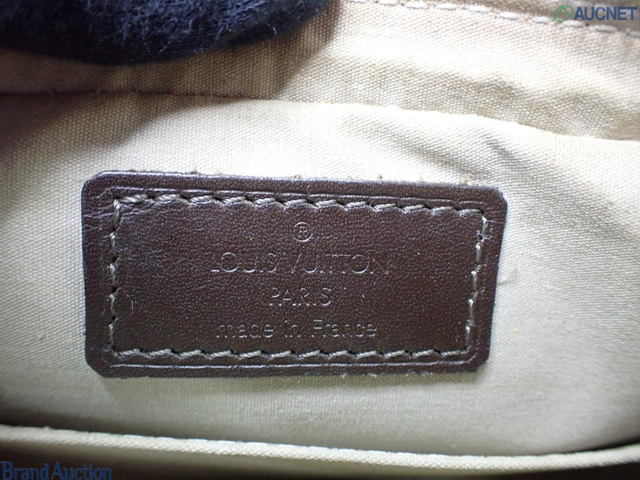 AUCNET
®
LOUIS VUITTON
PARIS
made in France
Brand Auction